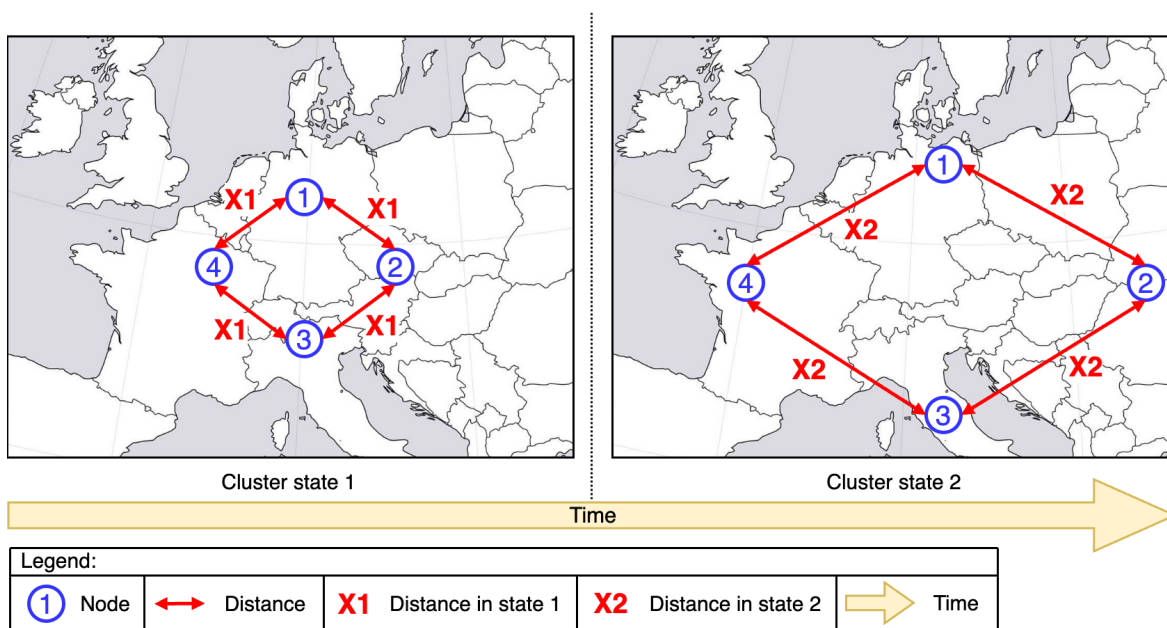 1
X1
X1
4
2
X1
X1
3
1
X2
X2
4
2
X2
X2
3
Cluster state 1
Cluster state 2
Time
Legend:
1 Node
Distance
X1 Distance in state 1
X2 Distance in state 2
Time